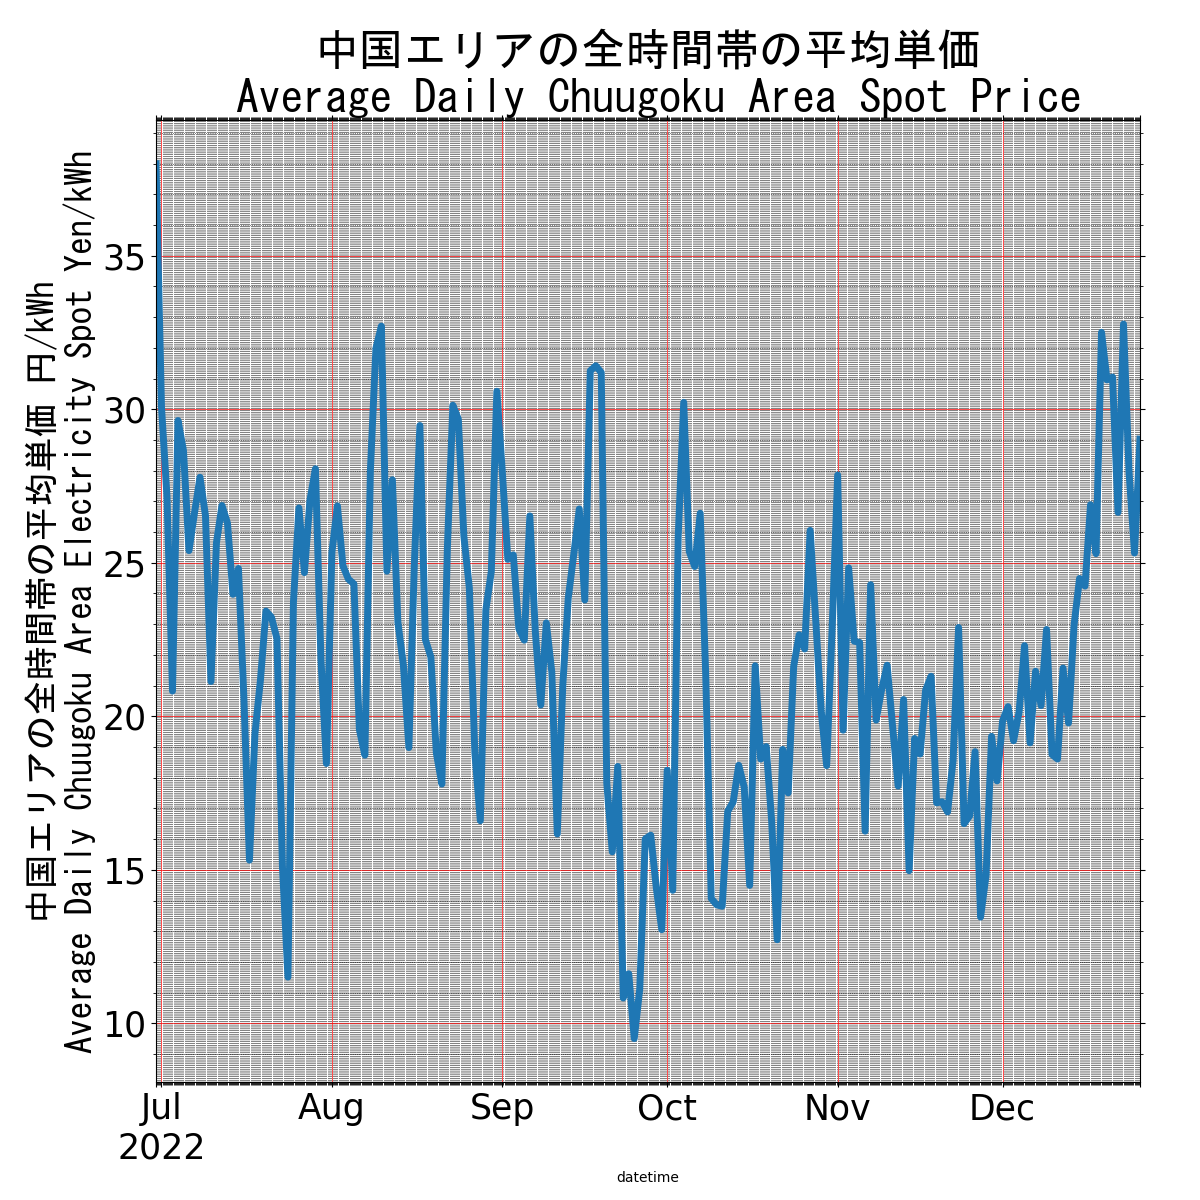 中国エリアの全時間帯の平均単価
Average Daily Chuugoku Area Spot Price
中国エリアの全時間帯の平均単価 円/kWh
Average Daily Chuugoku Area Electricity Spot Yen/kWh
35
30
25
20
15
10
Jul
2022
Aug
Sep
Oct
Nov
Dec
datetime